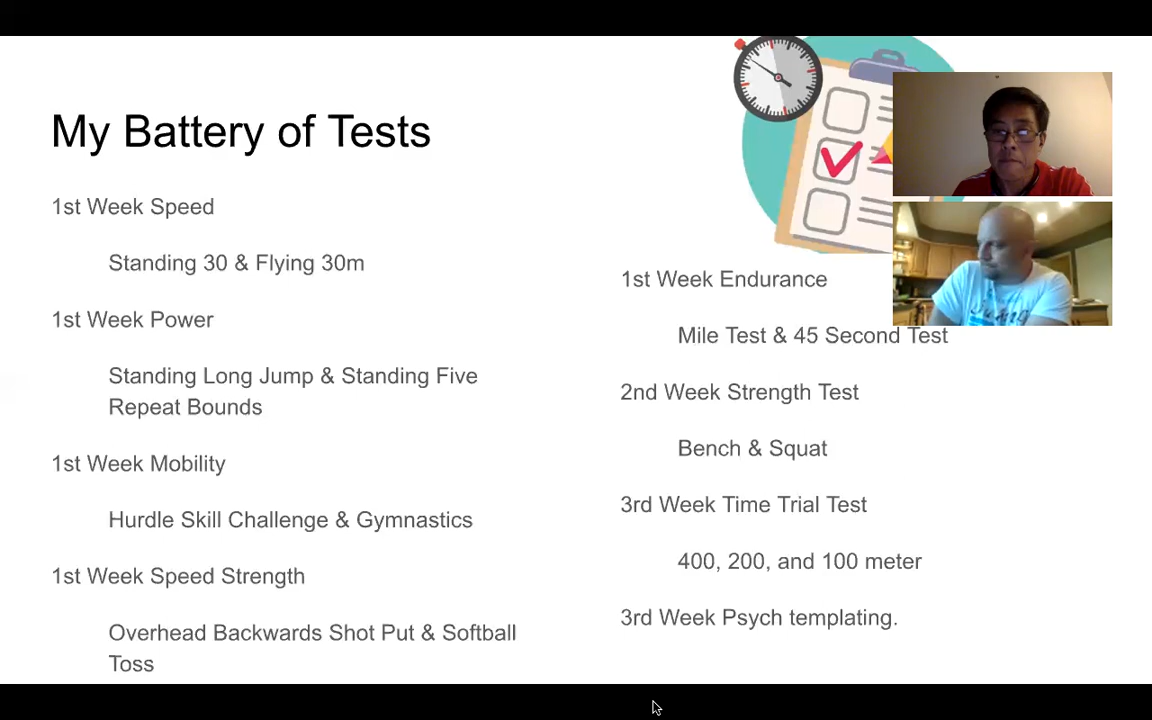 My Battery of Tests
1st Week Speed
Standing 30 & Flying 30m
1st Week Power
Standing Long Jump & Standing Five
Repeat Bounds
1st Week Mobility
Hurdle Skill Challenge & Gymnastics
1st Week Speed Strength
Overhead Backwards Shot Put & Softball
Toss
1st Week Endurance
Mile Test & 45 Second Test
2nd Week Strength Test
Bench & Squat
3rd Week Time Trial Test
400, 200, and 100 meter
3rd Week Psych templating.